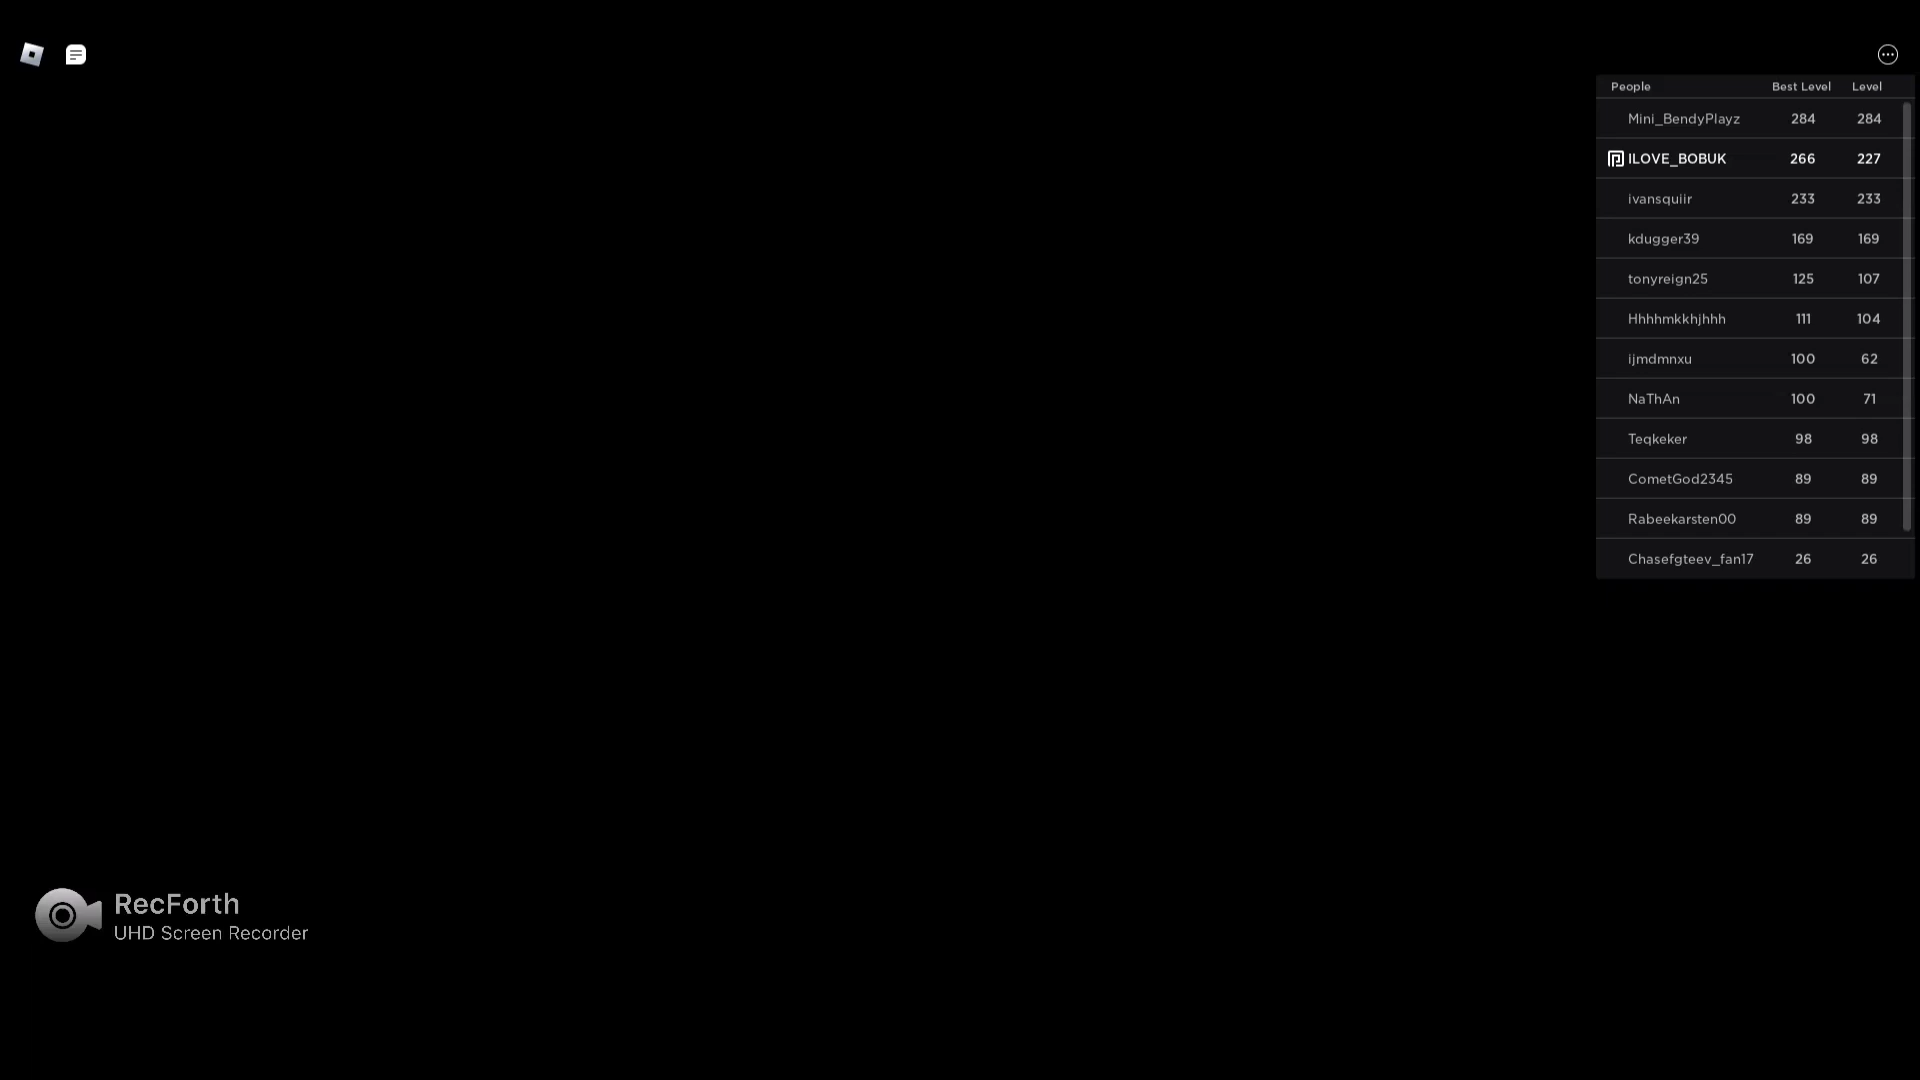 People Best Level Level
Mini_BendyPlayz 284 284
ILOVE_BOBUK 266 227
ivansquiir 233 233
kdugger39 169 169
tonyreign25 125 107
Hhhhmkkhjhhh 111 104
ijmdmnxu 100 62
NaThAn 100 71
Teqkeker 98 98
CometGod2345 89 89
Rabeekarsten00 89 89
Chasefgteev_fan17 26 26
RecForth
UHD Screen Recorder